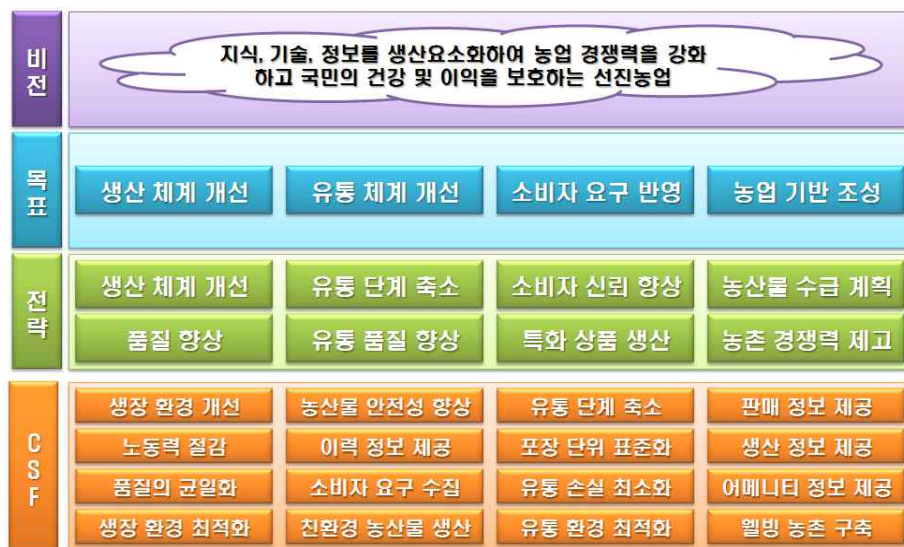 비전
지식, 기술, 정보를 생산요소화하여 농업 경쟁력을 강화
하고 국민의 건강 및 이익을 보호하는 선진농업
목표
생산 체계 개선 유통 체계 개선 소비자 요구 반영 농업 기반 조성
전략
생산 체계 개선 유통 단계 축소 소비자 신뢰 향상 농산물 수급 계획
품질 향상 유통 품질 향상 특화 상품 생산 농촌 경쟁력 제고
CSF
생장 환경 개선 농산물 안전성 향상 유통 단계 축소 판매 정보 제공
노동력 절감 이력 정보 제공 포장 단위 표준화 생산 정보 제공
품질의 균일화 소비자 요구 수집 유통 손실 최소화 어메니티 정보 제공
생장 환경 최적화 친환경 농산물 생산 유통 환경 최적화 웰빙 농촌 구축